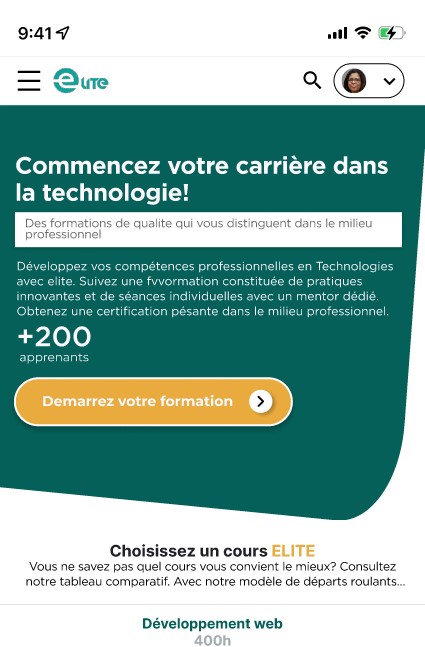 9:41
eLITE
Commencez votre carrière dans
la technologie!
Des formations de qualite qui vous distinguent dans le milieu
professionnel
Développez vos compétences professionnelles en Technologies
avec elite. Suivez une fvvormation constituée de pratiques
innovantes et de séances individuelles avec un mentor dédié.
Obtenez une certification pésante dans le milieu professionnel.
+200
apprenants
Demarrez votre formation
Choisissez un cours ELITE
Vous ne savez pas quel cours vous convient le mieux? Consultez
notre tableau comparatif. Avec notre modèle de départs roulants...
Développement web
400h